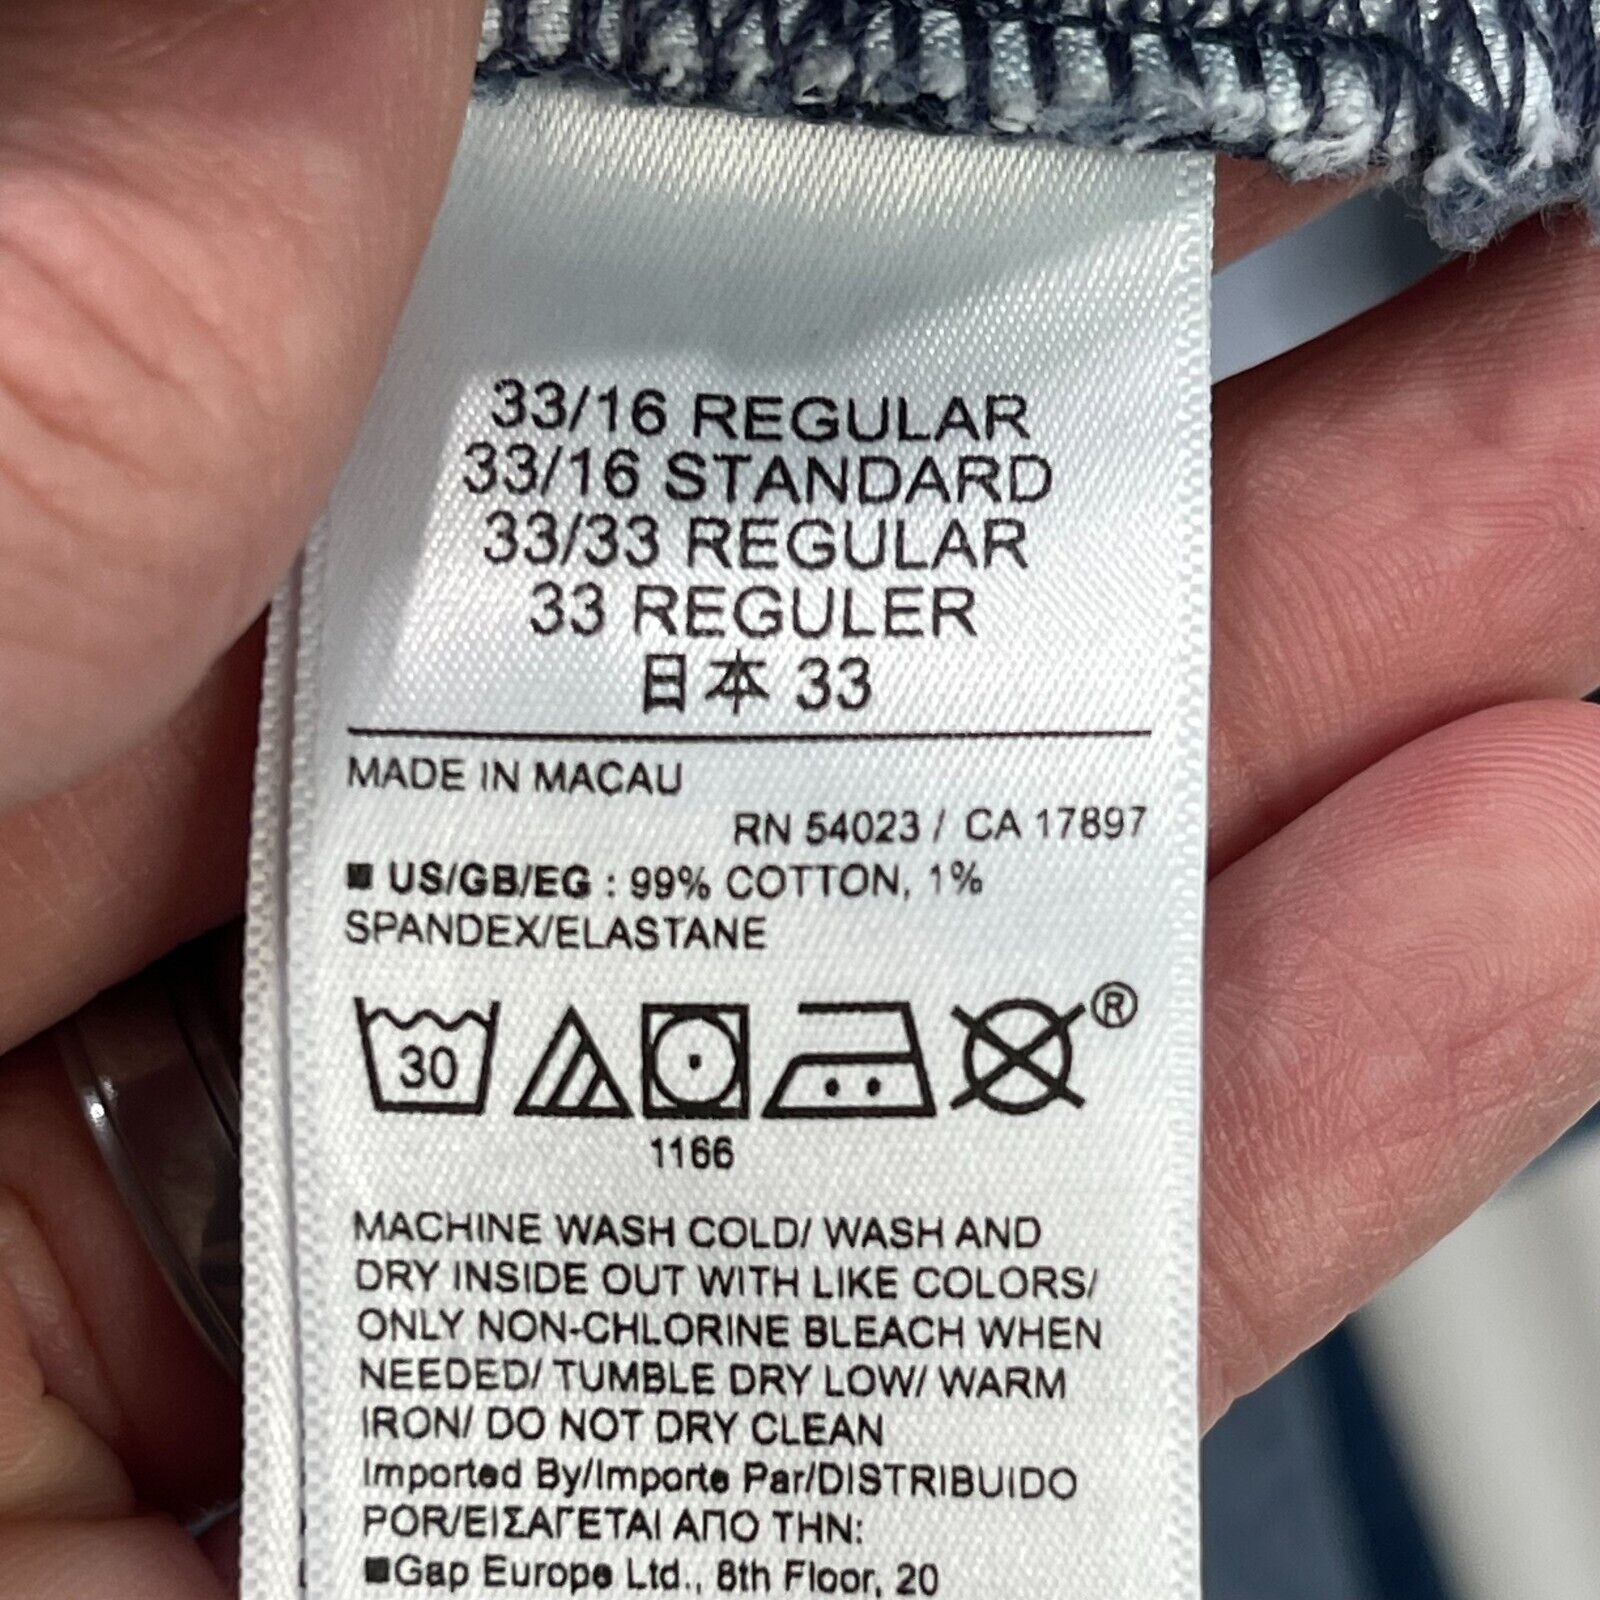 33/16 REGULAR
33/16 STANDARD
33/33 REGULAR
33 REGULER
日本 33
MADE IN MACAU
RN 54023 / CA 17897
■ US/GB/EG : 99% COTTON, 1%
SPANDEX/ELASTANE
30
®
1166
MACHINE WASH COLD/ WASH AND
DRY INSIDE OUT WITH LIKE COLORS/
ONLY NON-CHLORINE BLEACH WHEN
NEEDED/ TUMBLE DRY LOW/ WARM
IRON/ DO NOT DRY CLEAN
Imported By/Importe Par/DISTRIBUIDO
POR/ΕΙΣΑΓΕΤΑΙ ΑΠΟ ΤΗΝ:
■Gap Europe Ltd., 8th Floor, 20